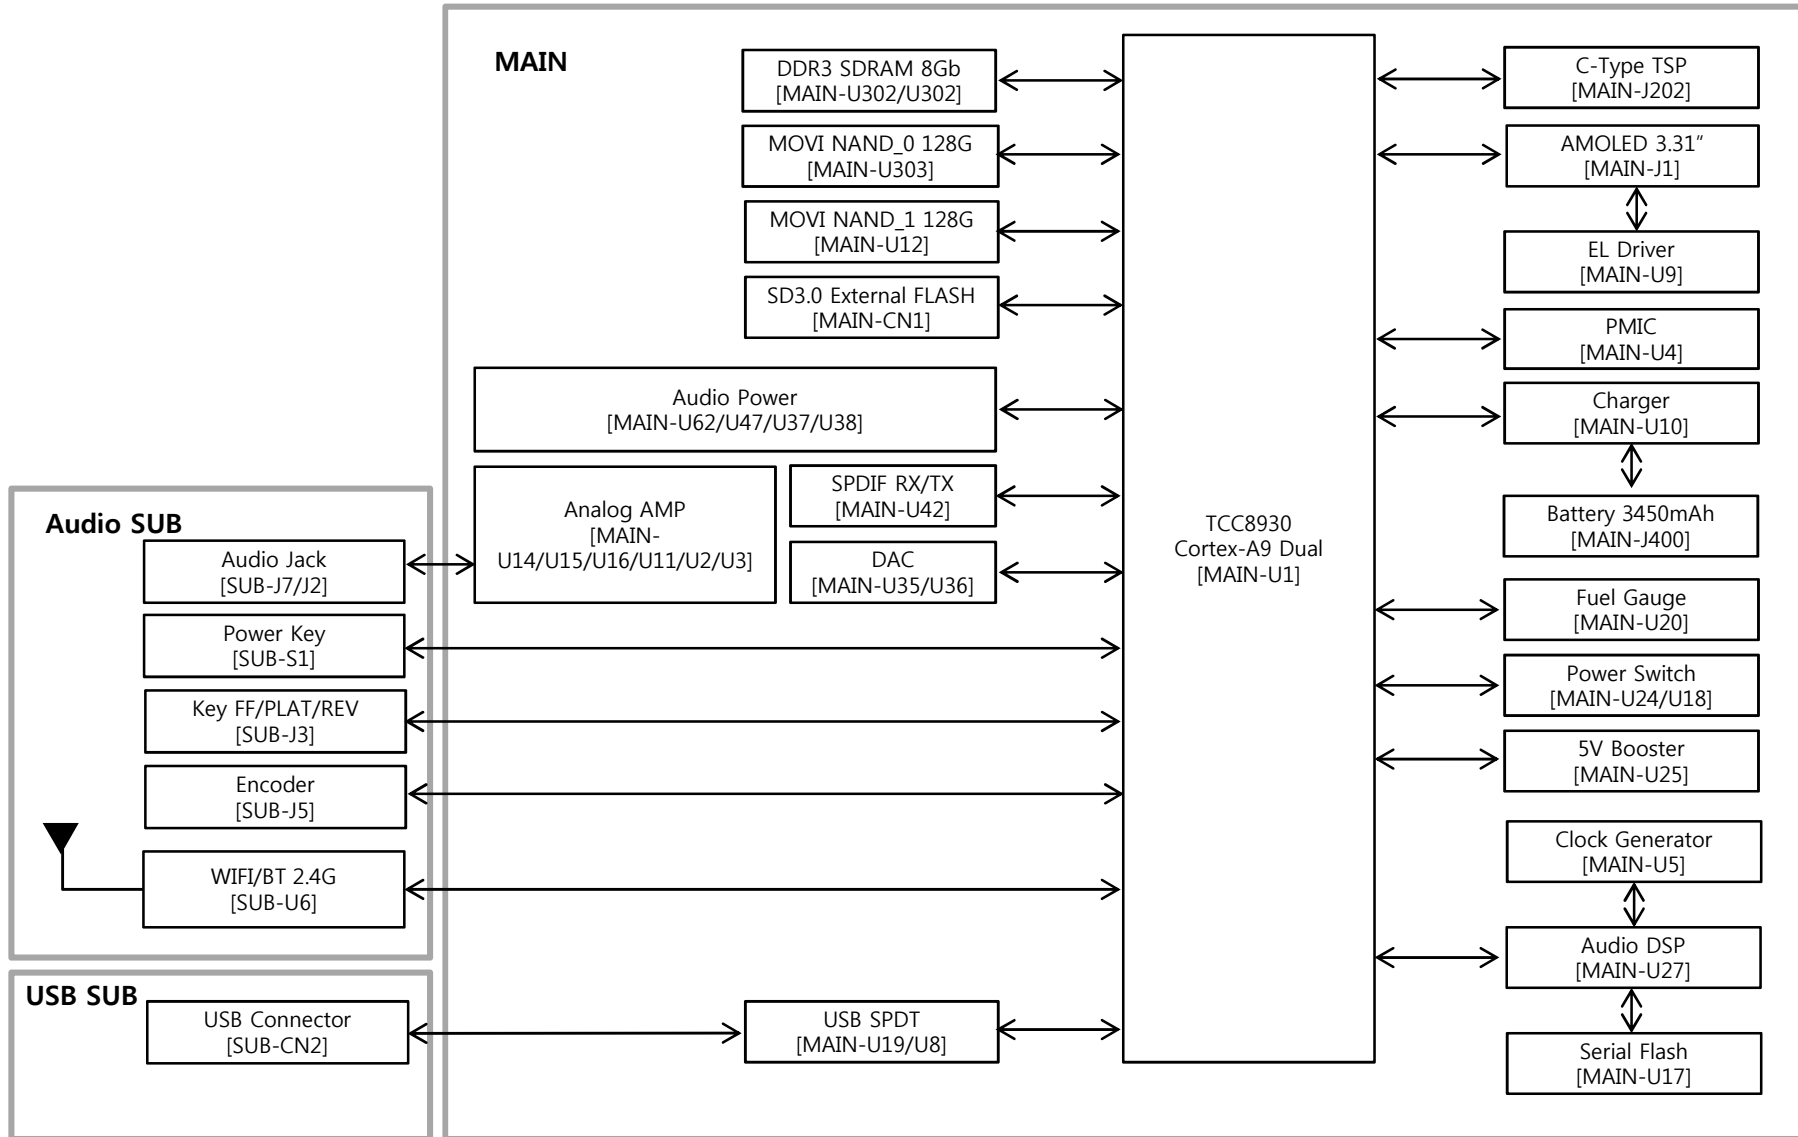 MAIN
DDR3 SDRAM 8Gb
[MAIN-U302/U302]
MOVI NAND_0 128G
[MAIN-U303]
MOVI NAND_1 128G
[MAIN-U12]
SD3.0 External FLASH
[MAIN-CN1]
Audio Power
[MAIN-U62/U47/U37/U38]
Analog AMP
[MAIN-
U14/U15/U16/U11/U2/U3]
SPDIF RX/TX
[MAIN-U42]
DAC
[MAIN-U35/U36]
Audio SUB
Audio Jack
[SUB-J7/J2]
Power Key
[SUB-S1]
Key FF/PLAT/REV
[SUB-J3]
Encoder
[SUB-J5]
WIFI/BT 2.4G
[SUB-U6]
USB SUB
USB Connector
[SUB-CN2]
USB SPDT
[MAIN-U19/U8]
TCC8930
Cortex-A9 Dual
[MAIN-U1]
C-Type TSP
[MAIN-J202]
AMOLED 3.31″
[MAIN-J1]
EL Driver
[MAIN-U9]
PMIC
[MAIN-U4]
Charger
[MAIN-U10]
Battery 3450mAh
[MAIN-J400]
Fuel Gauge
[MAIN-U20]
Power Switch
[MAIN-U24/U18]
5V Booster
[MAIN-U25]
Clock Generator
[MAIN-U5]
Audio DSP
[MAIN-U27]
Serial Flash
[MAIN-U17]